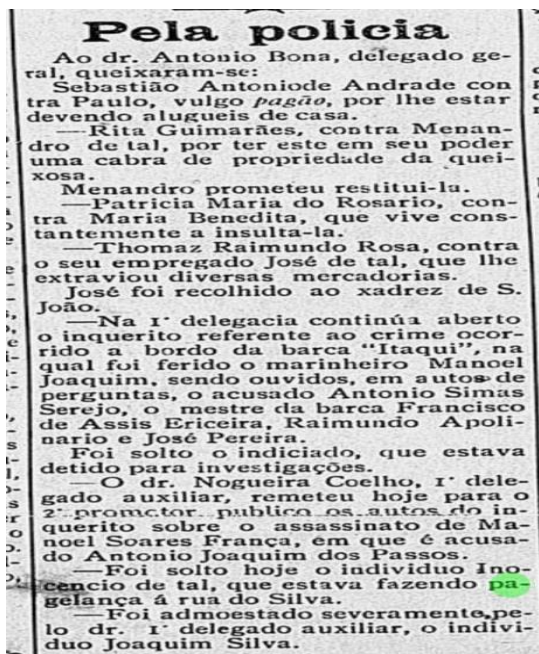 Pela policia
Ao dr. Antonio Bona, delegado ge-
ral, queixaram-se:
Sebastião Antoniode Andrade con
tra Paulo, vulgo pagão, por lhe estar
devendo alugueis de casa.
—Rita Guimarães, contra Menan-
dro de tal, por ter este em seu poder
uma cabra de propriedade da quei-
xosa.
Menandro prometeu restitui-la.
—Patricia Maria do Rosario, con-
tra Maria Benedita, que vive cons-
tantemente a insulta-la.
—Thomaz Raimundo Rosa, contra
o seu empregado José de tal, que lhe
extraviou diversas mercadorias.
José foi recolhido ao xadrez de S.
João.
—Na 1ª delegacia continúa aberto
o inquerito referente ao crime ocor-
rido a bordo da barca "Itaqui", na
qual foi ferido o marinheiro Manoel
Joaquim, sendo ouvidos, em autos de
perguntas, o acusado Antonio Simas
Serejo, o mestre da barca Francisco
de Assis Ericeira, Raimundo Apoli-
nario e José Pereira.
Foi solto o indiciado, que estava
detido para investigações.
—O dr. Nogueira Coelho, 1º dele-
gado auxiliar, remeteu hoje para o
2º promctor publico os autos do in-
querito sobre o assassinato de Ma-
noel Soares França, em que é acusa-
do Antonio Joaquim dos Passos.
—Foi solto hoje o individuo Ino-
cencio de tal, que estava fazendo pa-
gelança á rua do Silva.
—Foi admoestado severamente,pe-
lo dr. 1º delegado auxiliar, o indivi-
duo Joaquim Silva.